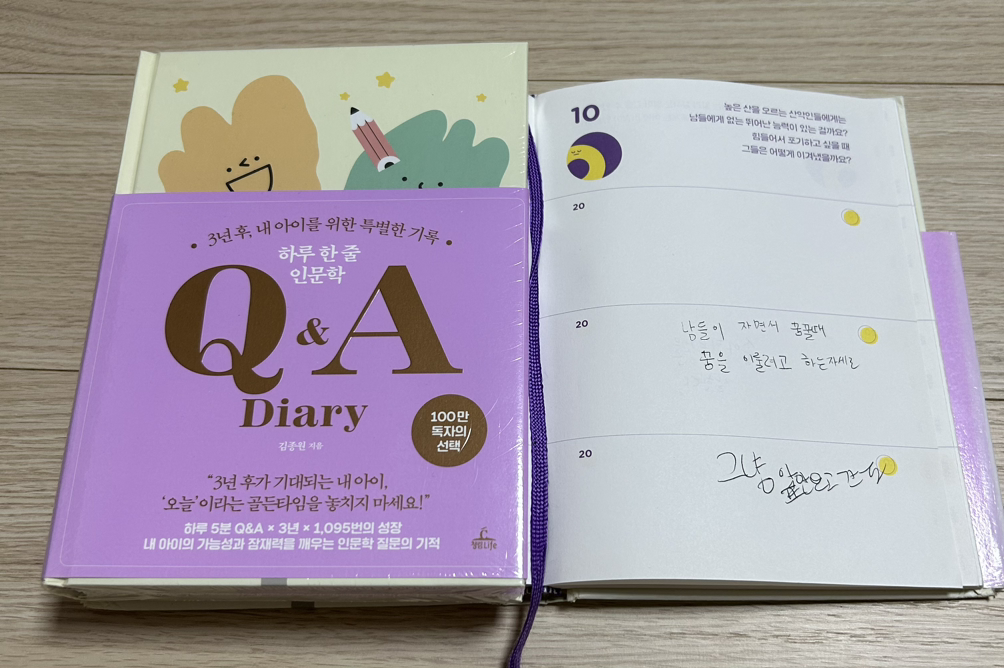 3년 후, 내 아이를 위한 특별한 기록
하루 한 줄
인문학
Q&A
Diary
100만
독자의
선택
김종원 지음
“3년 후가 기대되는 내 아이,
‘오늘’이라는 골든타임을 놓치지 마세요!”
하루 5분 Q&A × 3년 × 1,095번의 성장
내 아이의 가능성과 잠재력을 깨우는 인문학 질문의 기적
청림Life
10
높은 산을 오르는 산악인들에게는
남들에게 없는 뛰어난 능력이 있는 걸까요?
힘들어서 포기하고 싶을 때
그들은 어떻게 이겨냈을까요?
20
20
남들이 자면서 꿈꿀때
꿈을 이룰려고 하는자세로
20
그냥